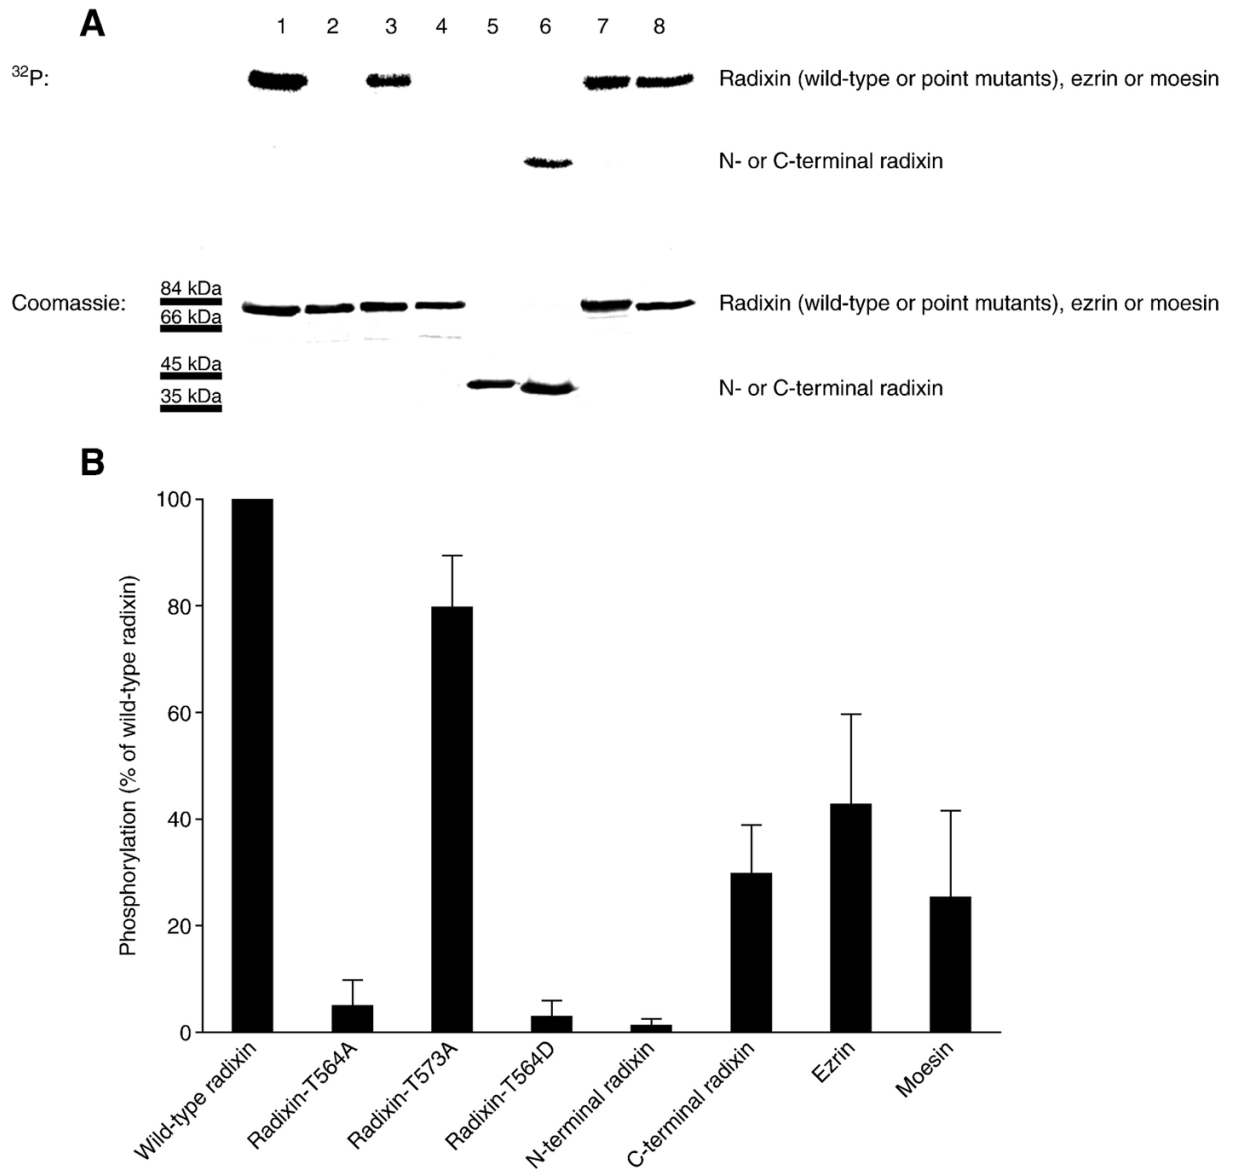 A
1 2 3 4 5 6 7 8
32P: Radixin (wild-type or point mutants), ezrin or moesin
N- or C-terminal radixin
84 kDa
Coomassie: Radixin (wild-type or point mutants), ezrin or moesin
66 kDa
45 kDa
N- or C-terminal radixin
35 kDa
B
Phosphorylation (% of wild-type radixin)
100
80
60
40
20
0
Wild-type radixin
Radixin-T564A
Radixin-T573A
Radixin-T564D
N-terminal radixin
C-terminal radixin
Ezrin
Moesin